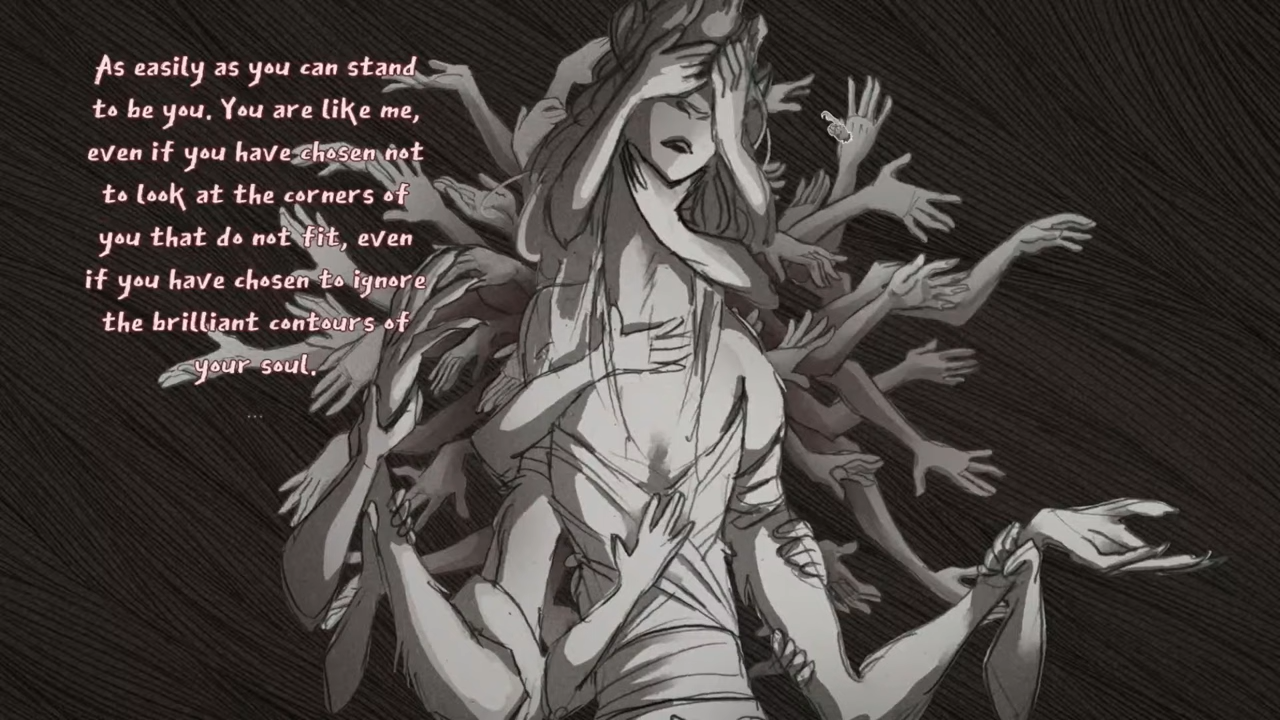 As easily as you can stand
to be you. You are like me,
even if you have chosen not
to look at the corners of
you that do not fit, even
if you have chosen to ignore
the brilliant contours of
your soul.
...